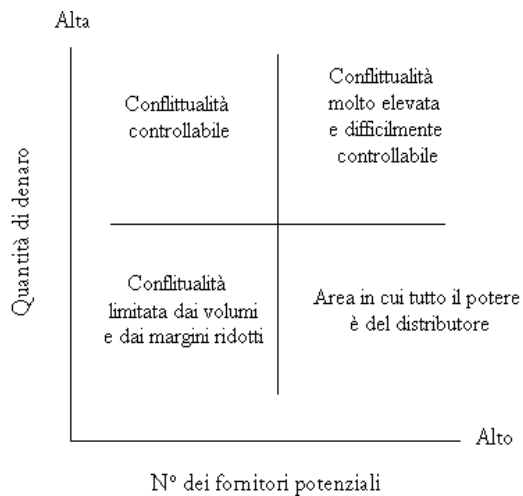 Alta
Conflittualità
controllabile
Conflittualità
molto elevata
e difficilmente
controllabile
Quantità di denaro
Conflitualità
limitata dai volumi
e dai margini ridotti
Area in cui tutto il potere
è del distributore
Alto
N° dei fornitori potenziali